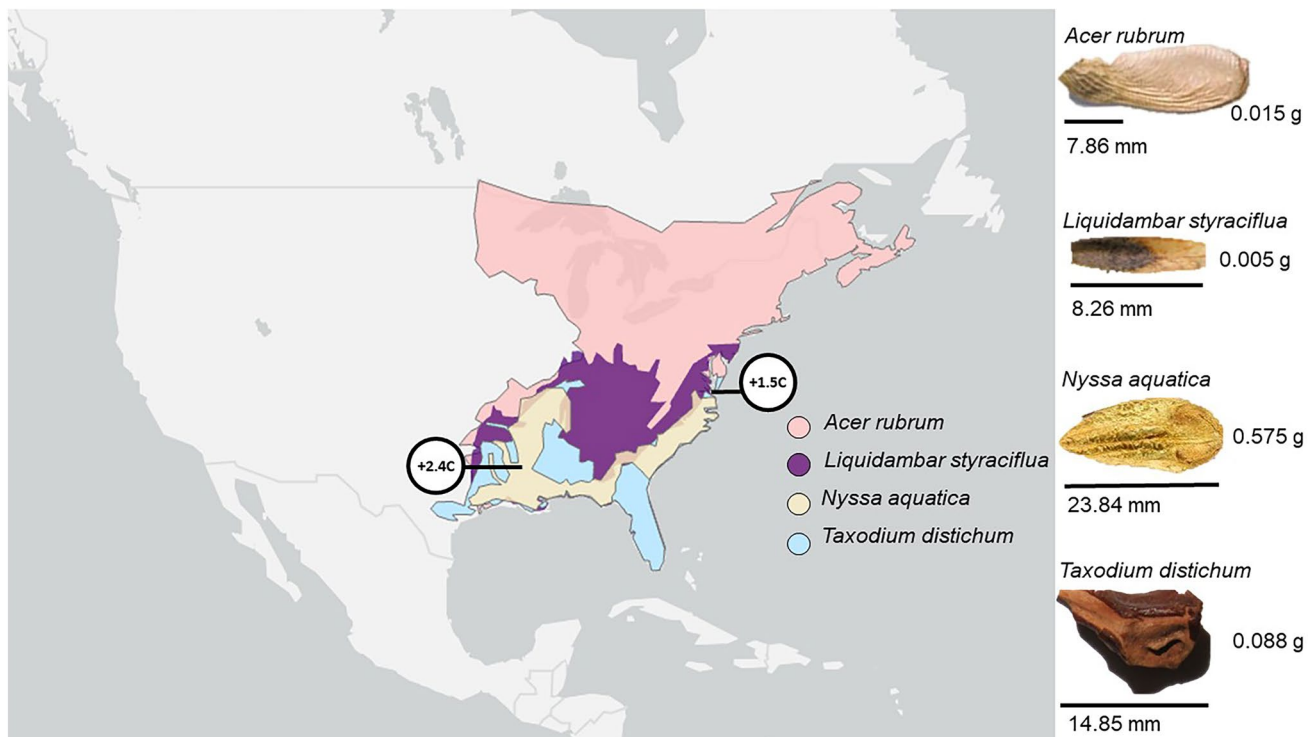 +1.5C
+2.4C
Acer rubrum
Liquidambar styraciflua
Nyssa aquatica
Taxodium distichum
Acer rubrum
0.015 g
7.86 mm
Liquidambar styraciflua
0.005 g
8.26 mm
Nyssa aquatica
0.575 g
23.84 mm
Taxodium distichum
0.088 g
14.85 mm